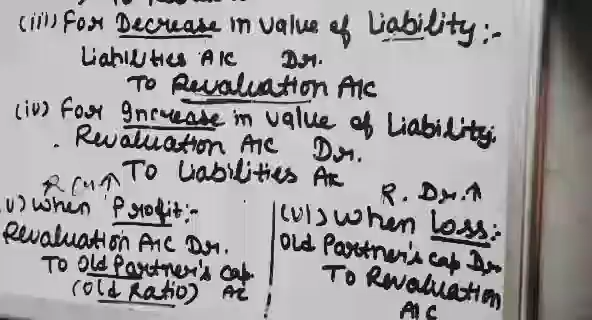 (iii) For Decrease in value of Liability:-
Liabilities A/c Dr.
To Revaluation A/c
(iv) For Increase in value of Liability.
Revaluation A/c Dr.
To Liabilities A/c
v) When Profit:-
Revaluation A/c Dr.
To Old Partner's Cap
(Old Ratio) A/c
R. Dr.↑
(vi) When Loss:-
Old Partner's Cap Dr
To Revaluation
A/c